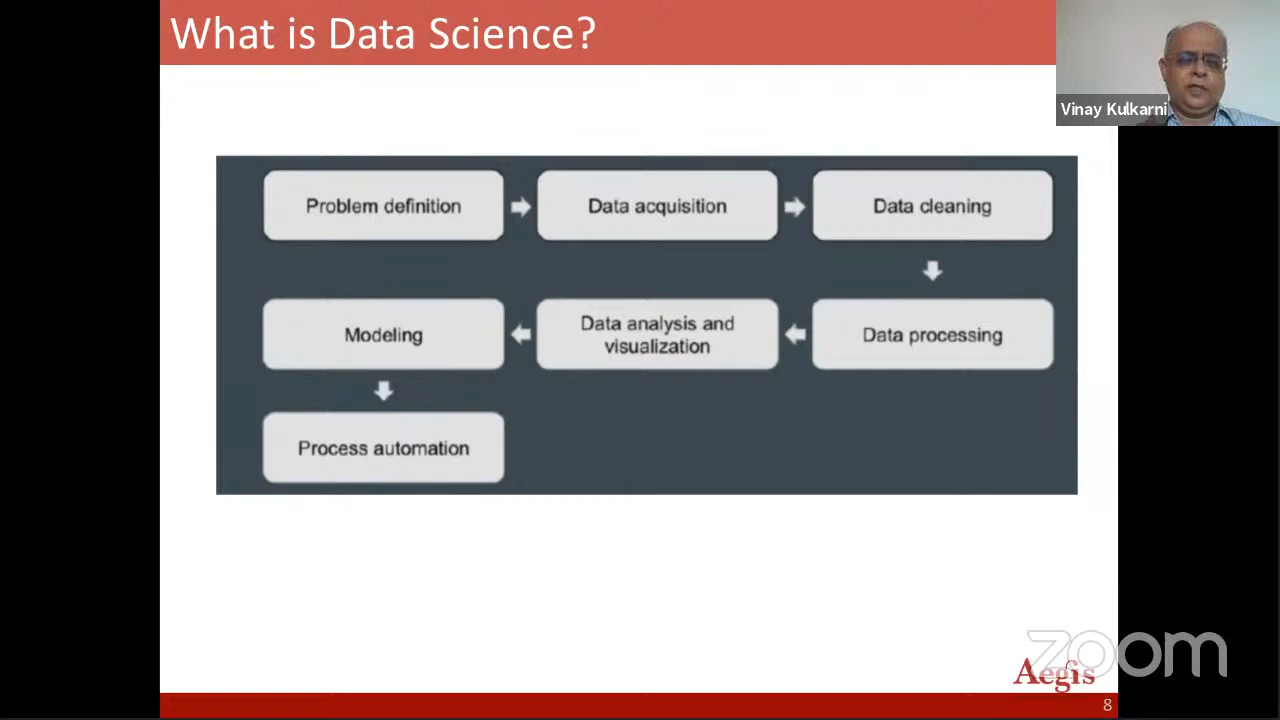 What is Data Science?
Vinay Kulkarni
Problem definition
Data acquisition
Data cleaning
Modeling
Data analysis and
visualization
Data processing
Process automation
zoom
Aegis
8